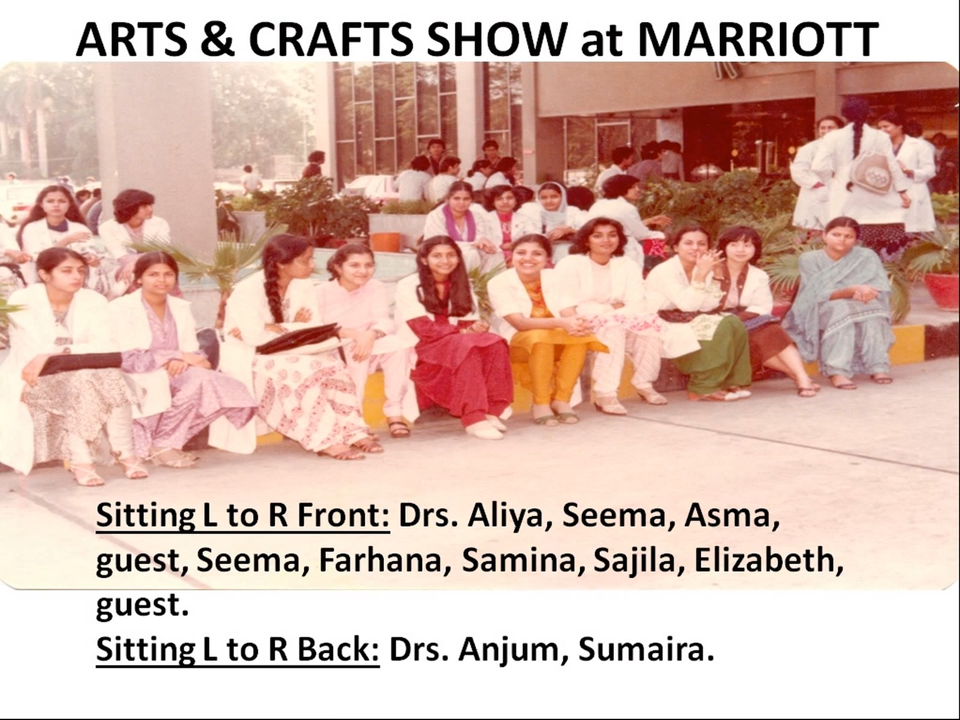 ARTS & CRAFTS SHOW at MARRIOTT
Sitting L to R Front: Drs. Aliya, Seema, Asma,
guest, Seema, Farhana, Samina, Sajila, Elizabeth,
guest.
Sitting L to R Back: Drs. Anjum, Sumaira.